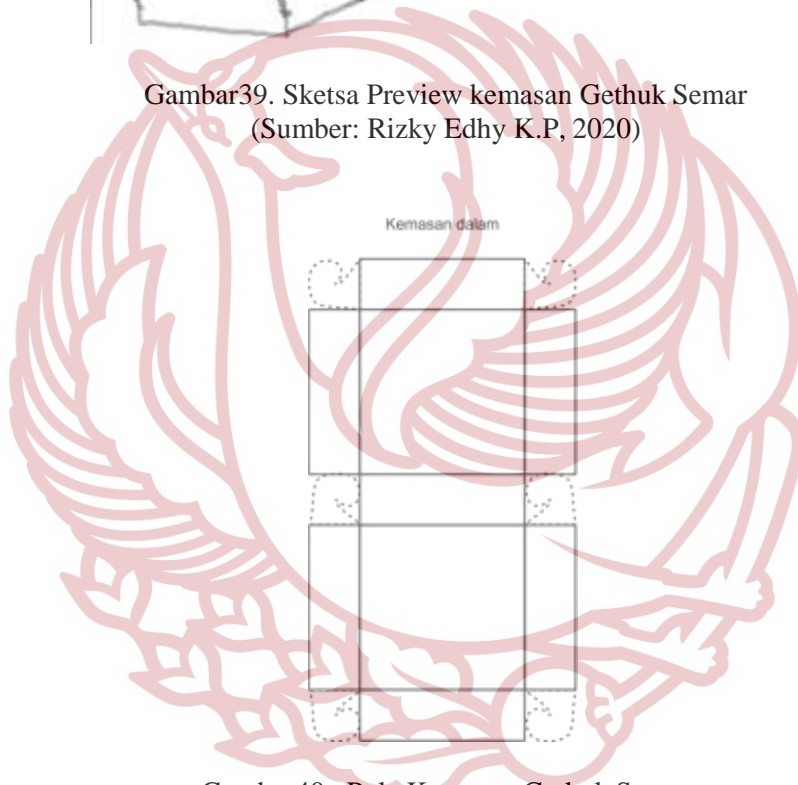 Gambar39. Sketsa Preview kemasan Gethuk Semar
(Sumber: Rizky Edhy K.P, 2020)
Kemasan dalam